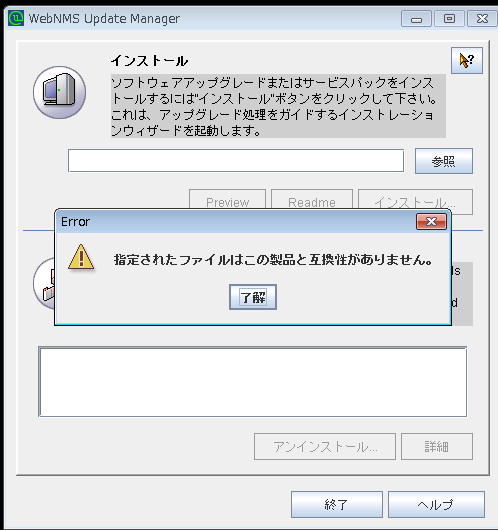 WebNMS Update Manager
インストール
ソフトウェアアップグレードまたはサービスパックをインス
トールするには"インストール"ボタンをクリックして下さい。
これは、アップグレード処理をガイドするインストレーショ
ンウィザードを起動します。
参照
Preview
Readme
インストール...
Error
指定されたファイルはこの製品と互換性がありません。
了解
アンインストール...
詳細
終了
ヘルプ